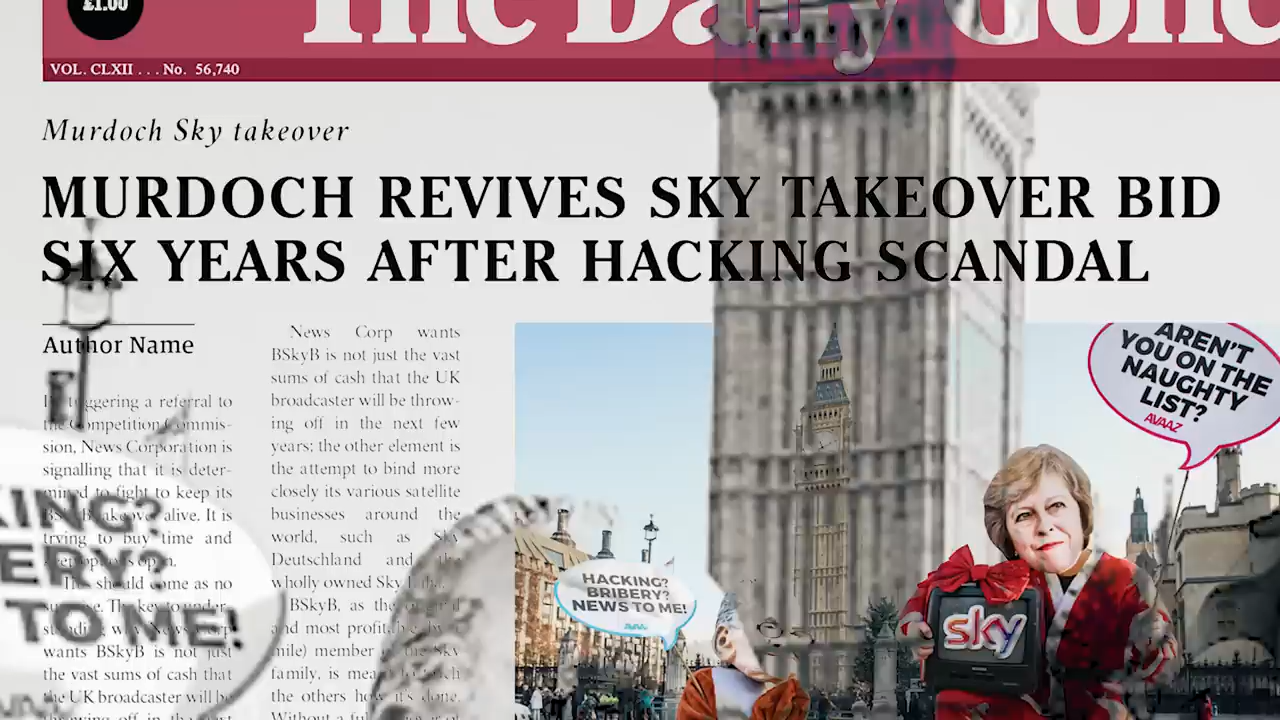 £1.00
The Daily
VOL. CLXII . . . No. 56,740
Murdoch Sky takeover
MURDOCH REVIVES SKY TAKEOVER BID
SIX YEARS AFTER HACKING SCANDAL
Author Name
a referral to
the Competition Commis-
sion, News Corporation is
signalling that it is deter-
mined to fight to keep its
alive. It is
trying to buy time and
should come as no
The key to under-
wants BSkyB is not just
the vast sums of cash that
the UK broadcaster will be
News Corp wants
BSkyB is not just the vast
sums of cash that the UK
broadcaster will be throw-
ing off in the next few
years; the other element is
the attempt to bind more
closely its various satellite
businesses around the
world, such as Sky
Deutschland and the
wholly owned Sky
BSkyB, as the
and most
member of the Sky
family, is
the others how it's done.
Without a
AREN'T
YOU ON THE
NAUGHTY
LIST?
AVAAZ
HACKING?
BRIBERY?
NEWS TO ME!
AVAAZ
sky
TO ME!